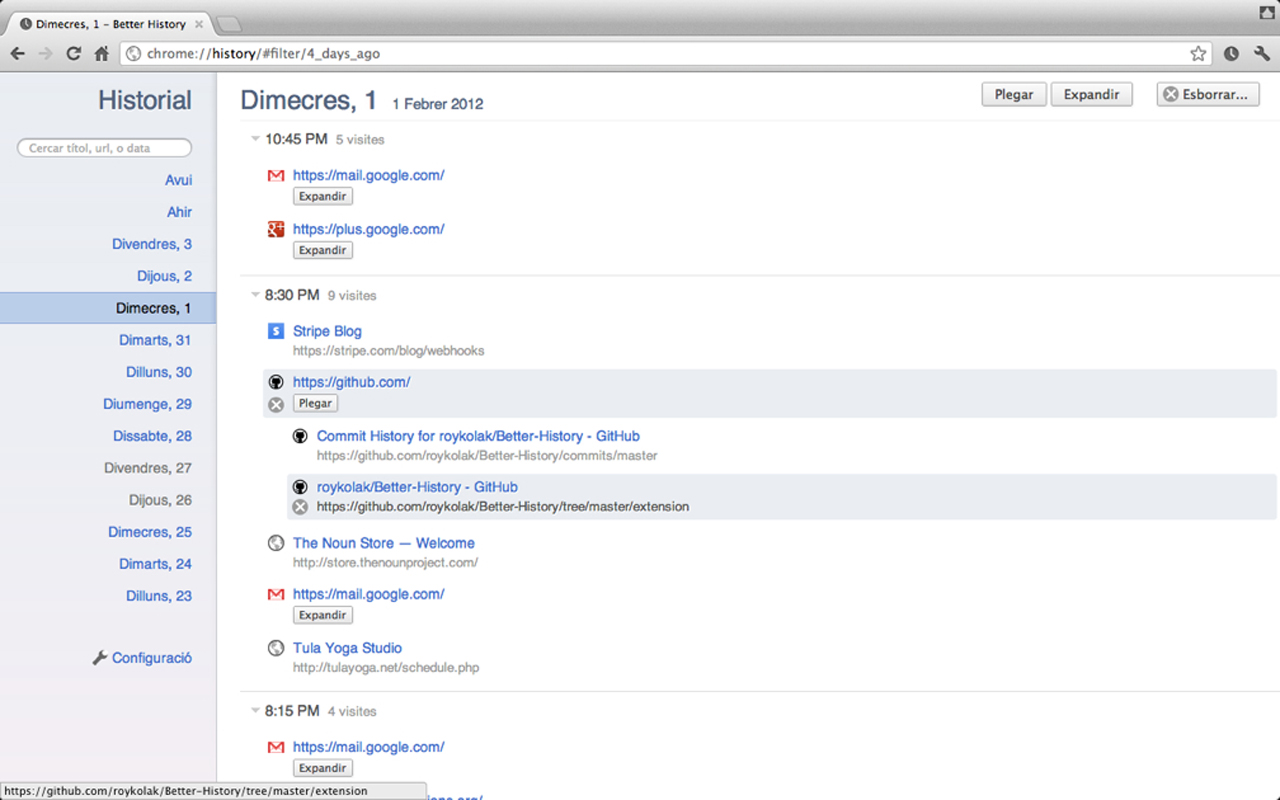 Dimecres, 1 – Better History
chrome://history/#filter/4_days_ago
Historial
Cercar títol, url, o data
Avui
Ahir
Divendres, 3
Dijous, 2
Dimecres, 1
Dimarts, 31
Dilluns, 30
Diumenge, 29
Dissabte, 28
Divendres, 27
Dijous, 26
Dimecres, 25
Dimarts, 24
Dilluns, 23
Configuració
Dimecres, 1 1 Febrer 2012
Plegar Expandir Esborrar...
10:45 PM 5 visites
https://mail.google.com/
Expandir
https://plus.google.com/
Expandir
8:30 PM 9 visites
Stripe Blog
https://stripe.com/blog/webhooks
https://github.com/
Plegar
Commit History for roykolak/Better-History - GitHub
https://github.com/roykolak/Better-History/commits/master
roykolak/Better-History - GitHub
https://github.com/roykolak/Better-History/tree/master/extension
The Noun Store — Welcome
http://store.thenounproject.com/
https://mail.google.com/
Expandir
Tula Yoga Studio
http://tulayoga.net/schedule.php
8:15 PM 4 visites
https://mail.google.com/
Expandir
https://github.com/roykolak/Better-History/tree/master/extension